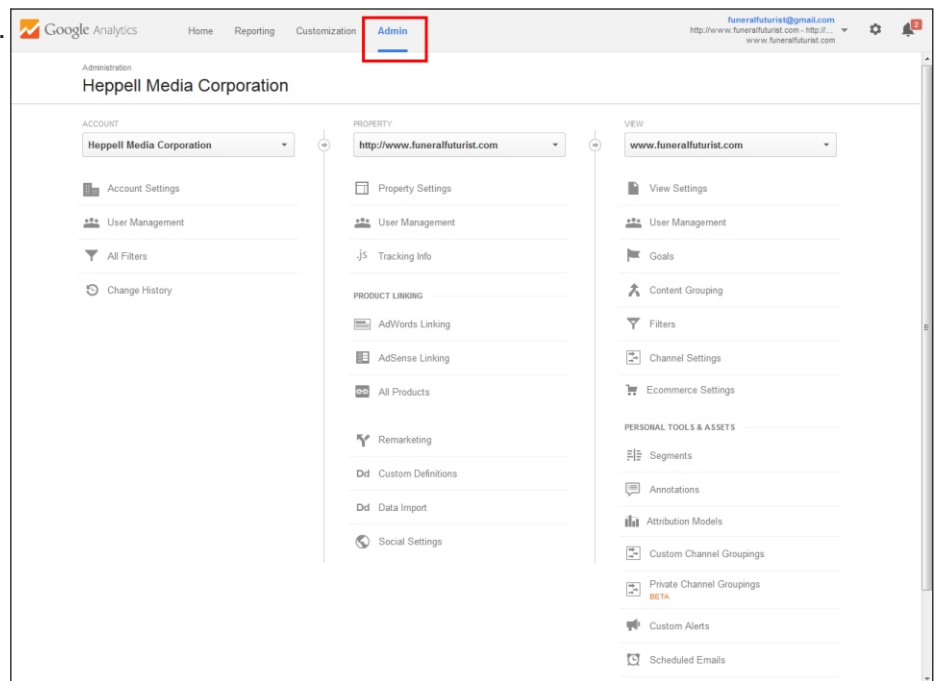 .
Google Analytics
Home Reporting Customization Admin
funeralfuturist@gmail.com
http://www.funeralfuturist.com - http://...
www.funeralfuturist.com
2
Administration
Heppell Media Corporation
ACCOUNT
Heppell Media Corporation
Account Settings
User Management
All Filters
Change History
PROPERTY
http://www.funeralfuturist.com
Property Settings
User Management
.js Tracking Info
PRODUCT LINKING
AdWords Linking
AdSense Linking
All Products
Remarketing
Dd Custom Definitions
Dd Data Import
Social Settings
VIEW
www.funeralfuturist.com
View Settings
User Management
Goals
Content Grouping
Filters
Channel Settings
Ecommerce Settings
PERSONAL TOOLS & ASSETS
Segments
Annotations
Attribution Models
Custom Channel Groupings
Private Channel Groupings
BETA
Custom Alerts
Scheduled Emails